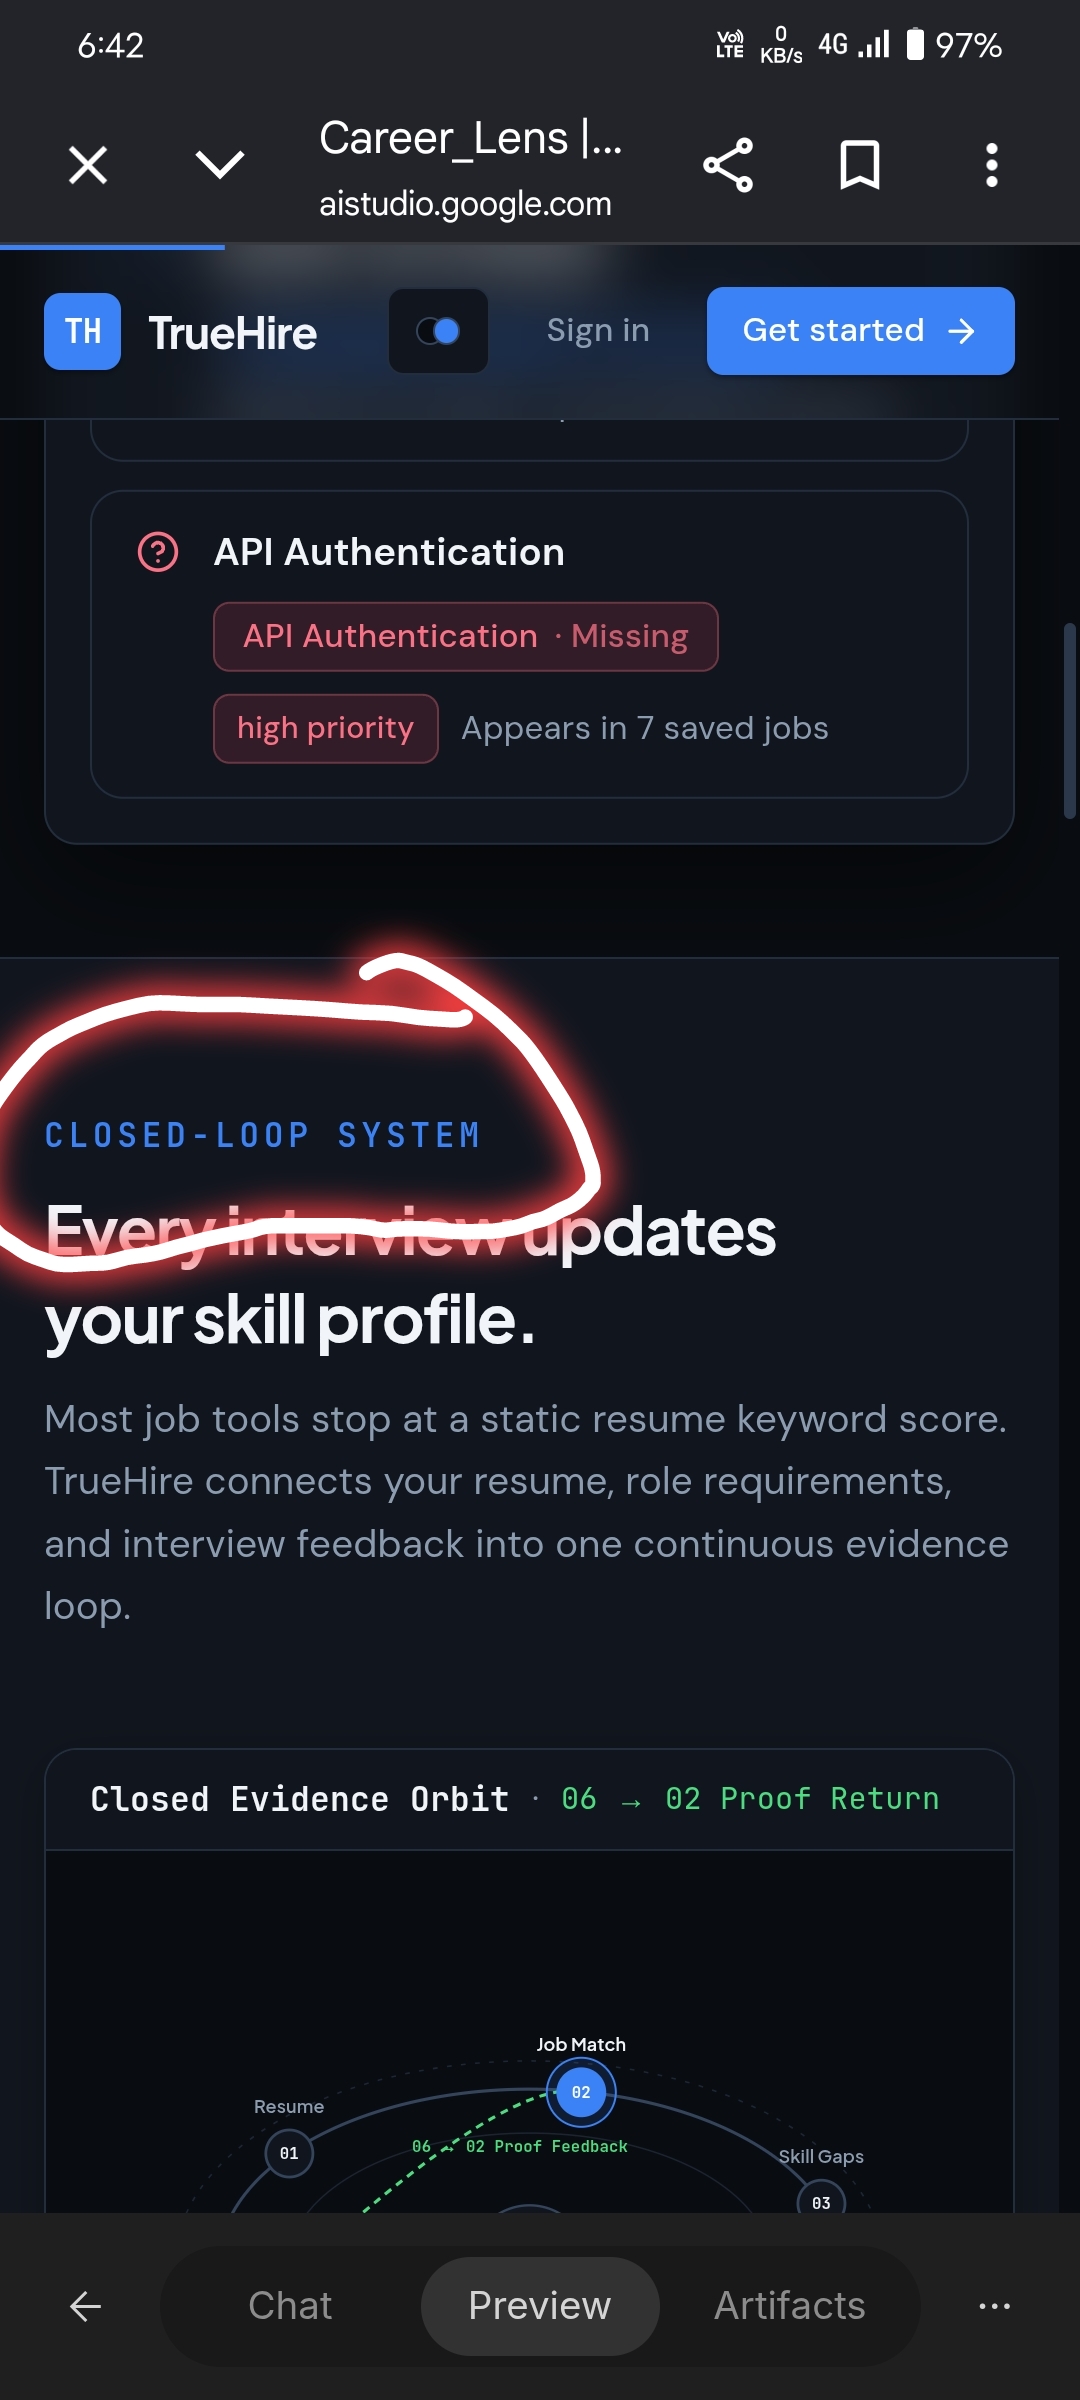 6:42
Vo)) LTE 0 KB/s 4G 97%
Career_Lens |...
aistudio.google.com
TH TrueHire Sign in Get started →
API Authentication
API Authentication · Missing
high priority Appears in 7 saved jobs
CLOSED-LOOP SYSTEM
Every interview updates
your skill profile.
Most job tools stop at a static resume keyword score.
TrueHire connects your resume, role requirements,
and interview feedback into one continuous evidence
loop.
Closed Evidence Orbit · 06 → 02 Proof Return
Job Match
02
Resume
01
06 → 02 Proof Feedback
Skill Gaps
03
Chat Preview Artifacts